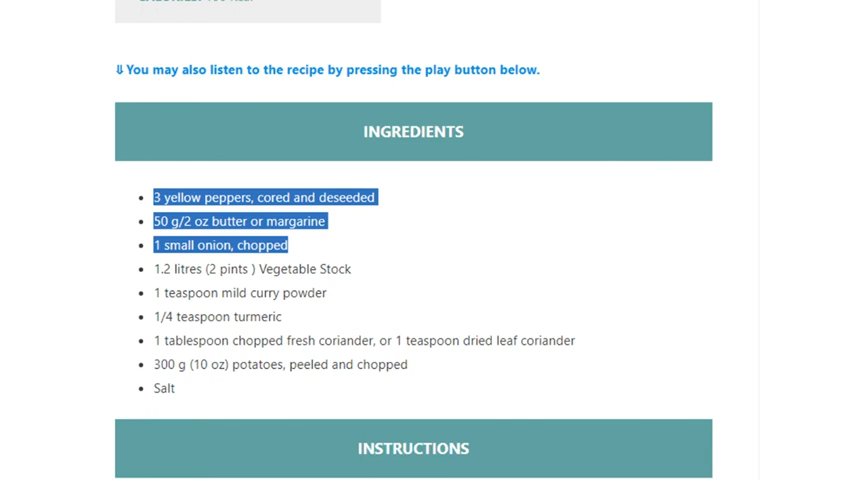 ⇓ You may also listen to the recipe by pressing the play button below.
INGREDIENTS
• 3 yellow peppers, cored and deseeded
• 50 g/2 oz butter or margarine
• 1 small onion, chopped
• 1.2 litres (2 pints ) Vegetable Stock
• 1 teaspoon mild curry powder
• 1/4 teaspoon turmeric
• 1 tablespoon chopped fresh coriander, or 1 teaspoon dried leaf coriander
• 300 g (10 oz) potatoes, peeled and chopped
• Salt
INSTRUCTIONS